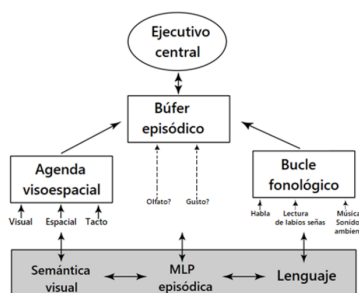 Ejecutivo
central
Búfer
episódico
Agenda
visoespacial
Bucle
fonológico
Olfato?
Gusto?
Visual
Espacial
Tacto
Habla
Lectura
de labios señas
Música
Sonido
ambien
Semántica
visual
MLP
episódica
Lenguaje